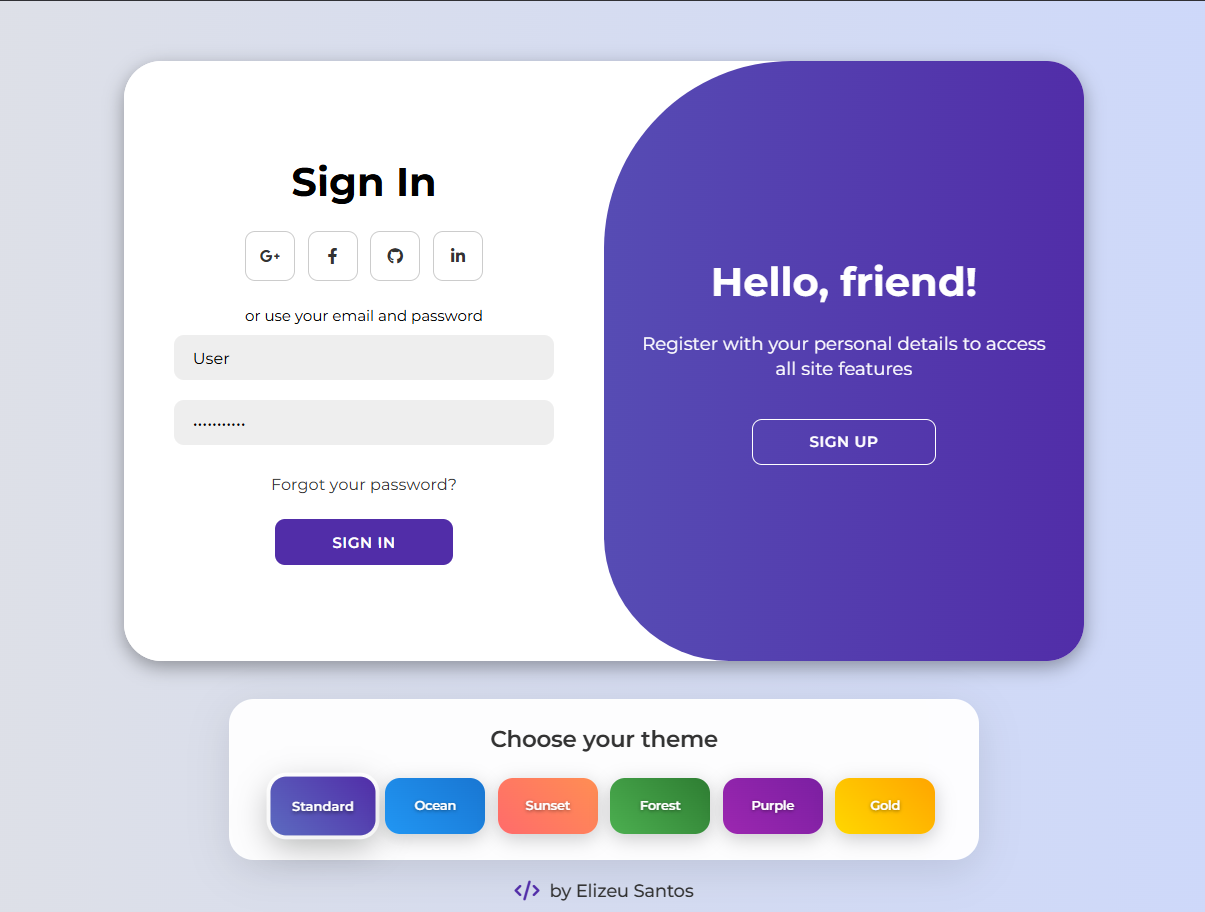 Sign In
G+ f in
or use your email and password
User
•••••••••••
Forgot your password?
SIGN IN
Hello, friend!
Register with your personal details to access
all site features
SIGN UP
Choose your theme
Standard Ocean Sunset Forest Purple Gold
</> by Elizeu Santos